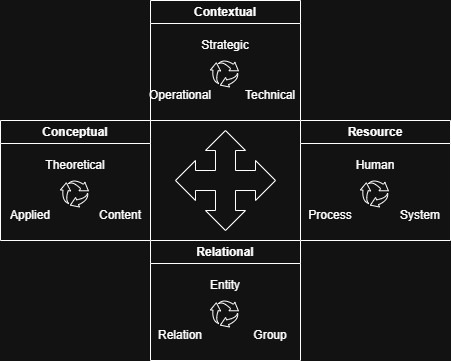 Contextual
Strategic
Operational Technical
Conceptual
Theoretical
Applied Content
Resource
Human
Process System
Relational
Entity
Relation Group